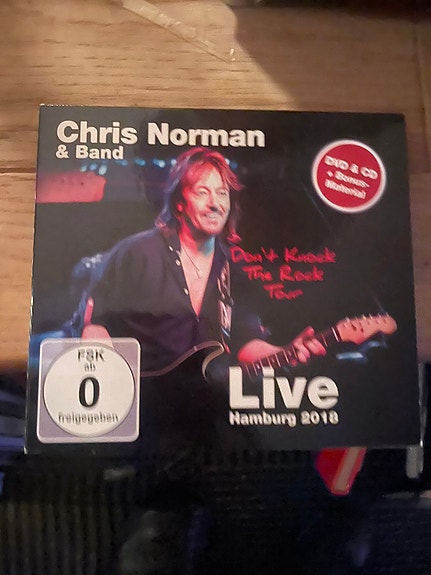 Chris Norman
& Band
DVD & CD
+ Bonus-
Material
Don't Knock
The Rock
Tour
FSK
ab
0
freigegeben
Live
Hamburg 2018